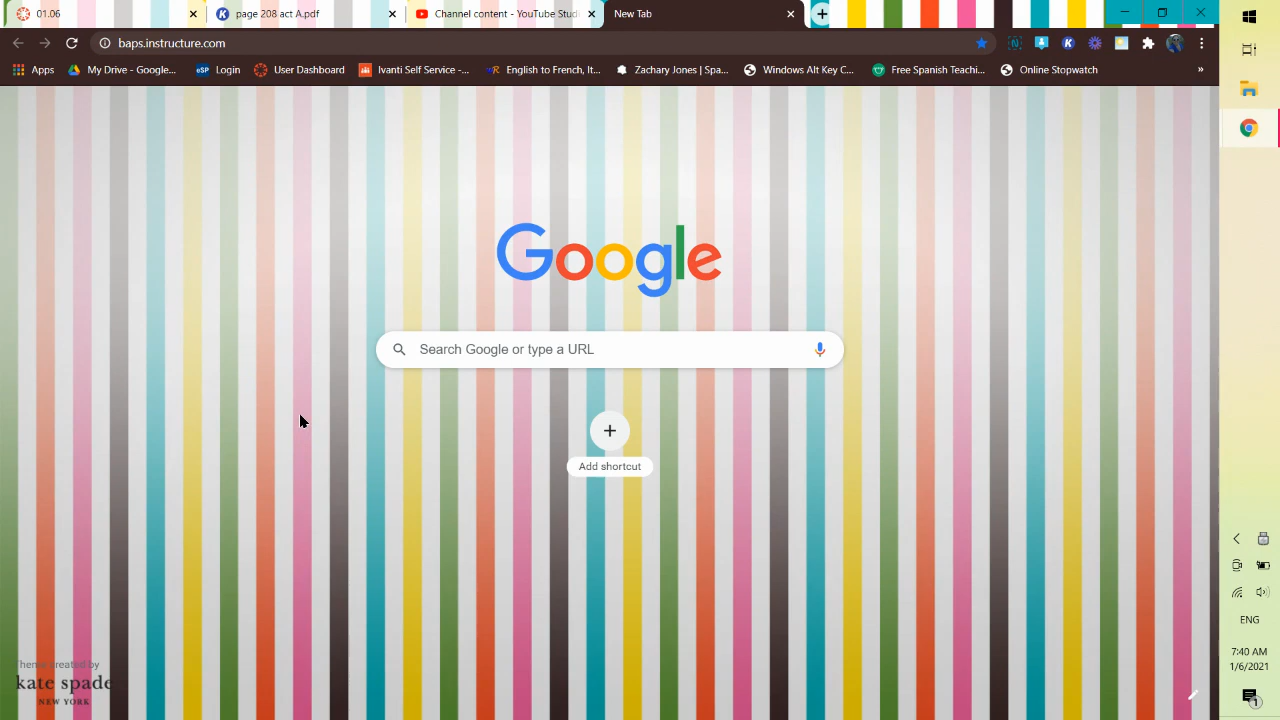 01.06
page 208 act A.pdf
Channel content - YouTube Stud
New Tab
baps.instructure.com
Apps
My Drive - Google...
eSP Login
User Dashboard
Ivanti Self Service -...
English to French, It...
Zachary Jones | Spa...
Windows Alt Key C...
Free Spanish Teachi...
Online Stopwatch
»
Google
Search Google or type a URL
Add shortcut
Theme created by
kate spade
NEW YORK
ENG
7:40 AM
1/6/2021
1